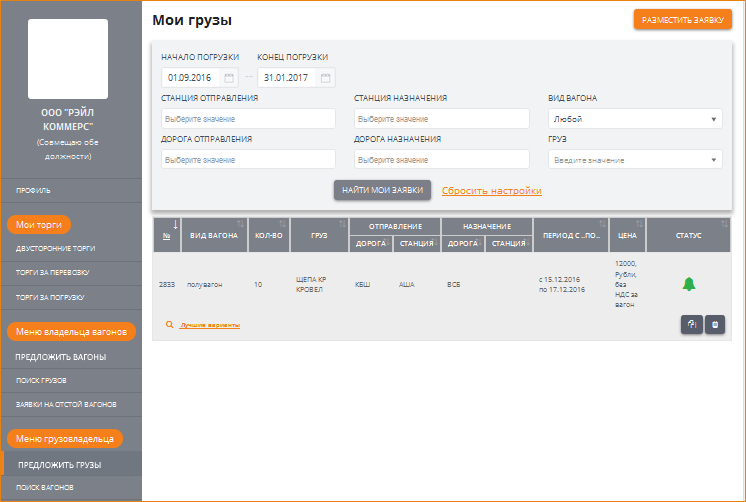 ООО "РЭЙЛ
КОММЕРС"
(Совмещаю обе
должности)
ПРОФИЛЬ
Мои торги
ДВУСТОРОННИЕ ТОРГИ
ТОРГИ ЗА ПЕРЕВОЗКУ
ТОРГИ ЗА ПОГРУЗКУ
Меню владельца вагонов
ПРЕДЛОЖИТЬ ВАГОНЫ
ПОИСК ГРУЗОВ
ЗАЯВКИ НА ОТСТОЙ ВАГОНОВ
Меню грузовладельца
ПРЕДЛОЖИТЬ ГРУЗЫ
ПОИСК ВАГОНОВ
Мои грузы
РАЗМЕСТИТЬ ЗАЯВКУ
НАЧАЛО ПОГРУЗКИ КОНЕЦ ПОГРУЗКИ
01.09.2016 — 31.01.2017
СТАНЦИЯ ОТПРАВЛЕНИЯ СТАНЦИЯ НАЗНАЧЕНИЯ ВИД ВАГОНА
Выберите значение Выберите значение Любой
ДОРОГА ОТПРАВЛЕНИЯ ДОРОГА НАЗНАЧЕНИЯ ГРУЗ
Выберите значение Выберите значение Введите значение
НАЙТИ МОИ ЗАЯВКИ Сбросить настройки
№ ВИД ВАГОНА КОЛ-ВО ГРУЗ ОТПРАВЛЕНИЕ НАЗНАЧЕНИЕ ПЕРИОД С ..ПО.. ЦЕНА СТАТУС
ДОРОГА СТАНЦИЯ ДОРОГА СТАНЦИЯ
2833 полувагон 10 ЩЕПА КР КРОВЕЛ КБШ АША ВСБ с 15.12.2016 по 17.12.2016 12000, Рубли, без НДС за вагон
Лучшие варианты